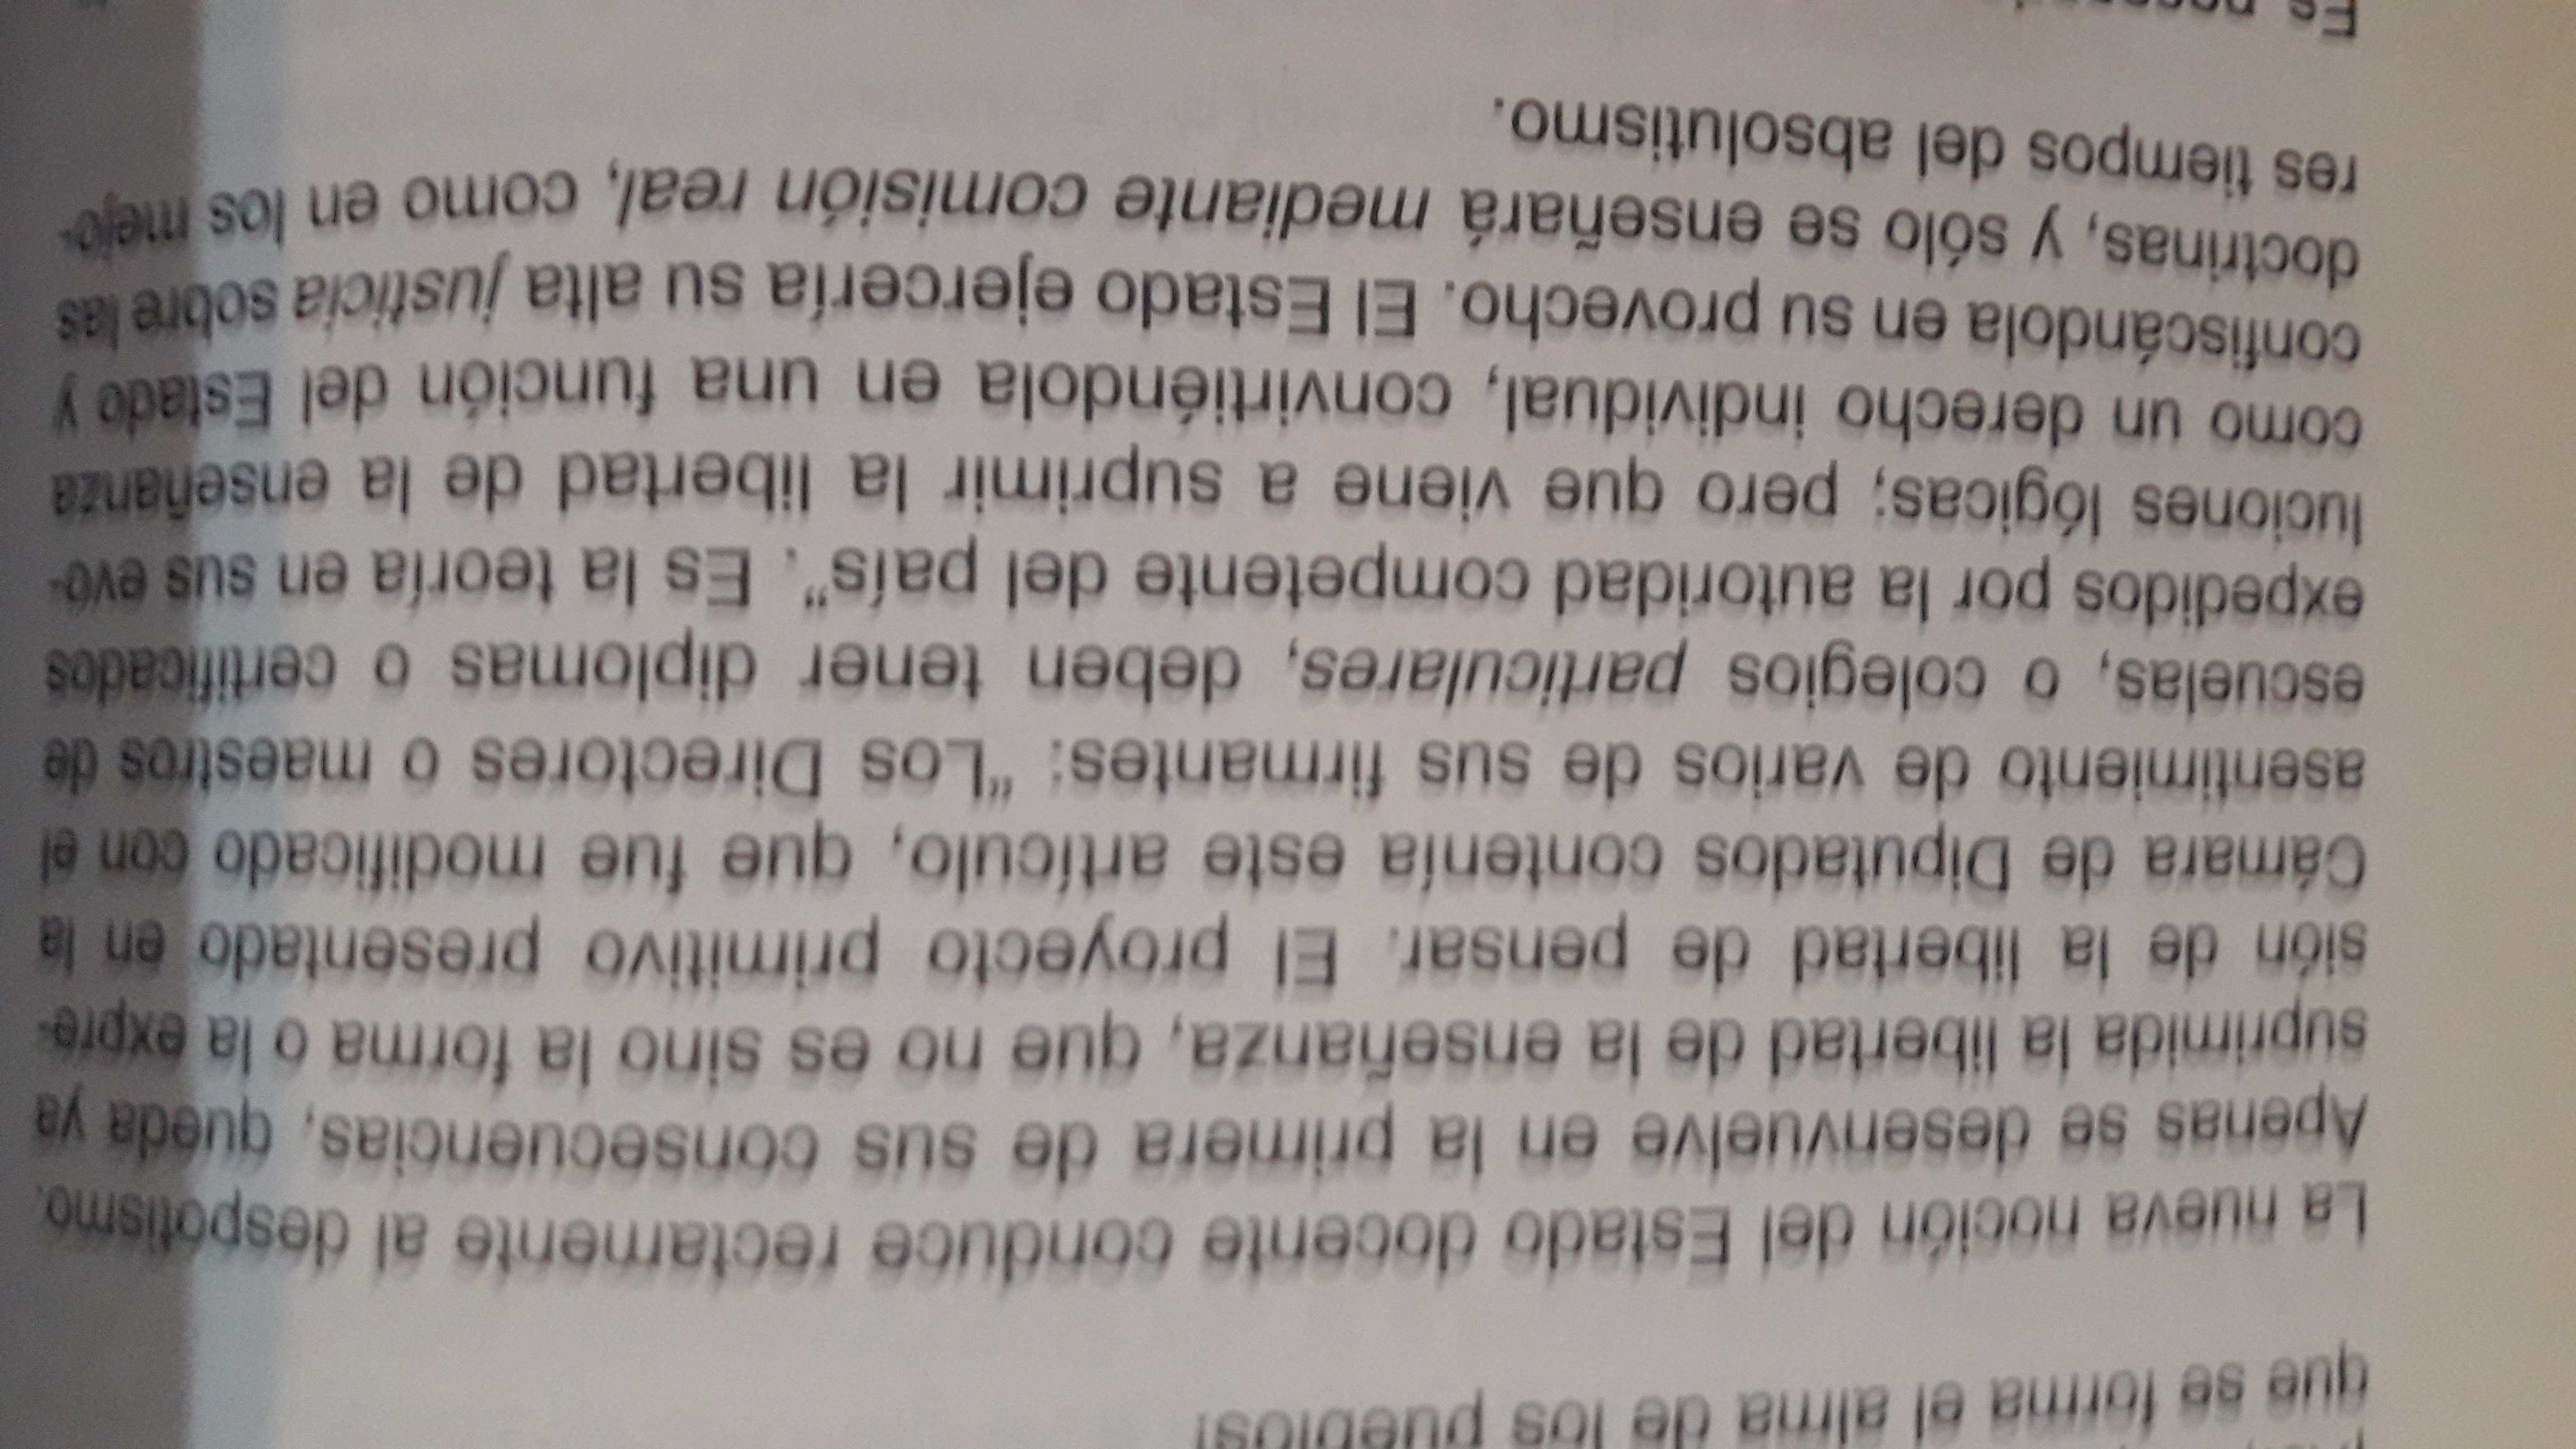 que se forma el alma de los pueblos!
La nueva noción del Estado docente conduce rectamente al despotismo.
Apenas se desenvuelve en la primera de sus consecuencias, queda ya
suprimida la libertad de la enseñanza, que no es sino la forma o la expre-
sión de la libertad de pensar. El proyecto primitivo presentado en la
Cámara de Diputados contenía este artículo, que fue modificado con el
asentimiento de varios de sus firmantes: “Los Directores o maestros de
escuelas, o colegios particulares, deben tener diplomas o certificados
expedidos por la autoridad competente del país”. Es la teoría en sus evo-
luciones lógicas; pero que viene a suprimir la libertad de la enseñanza
como un derecho individual, convirtiéndola en una función del Estado y
confiscándola en su provecho. El Estado ejercería su alta justicia sobre las
doctrinas, y sólo se enseñará mediante comisión real, como en los mejo-
res tiempos del absolutismo.
Es